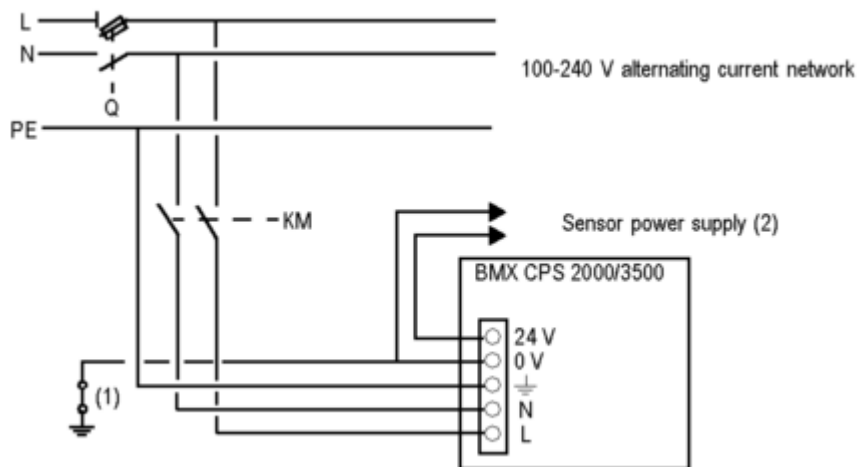 L
N
100-240 V alternating current network
Q
PE
KM
Sensor power supply (2)
BMX CPS 2000/3500
24 V
0 V
(1)
N
L